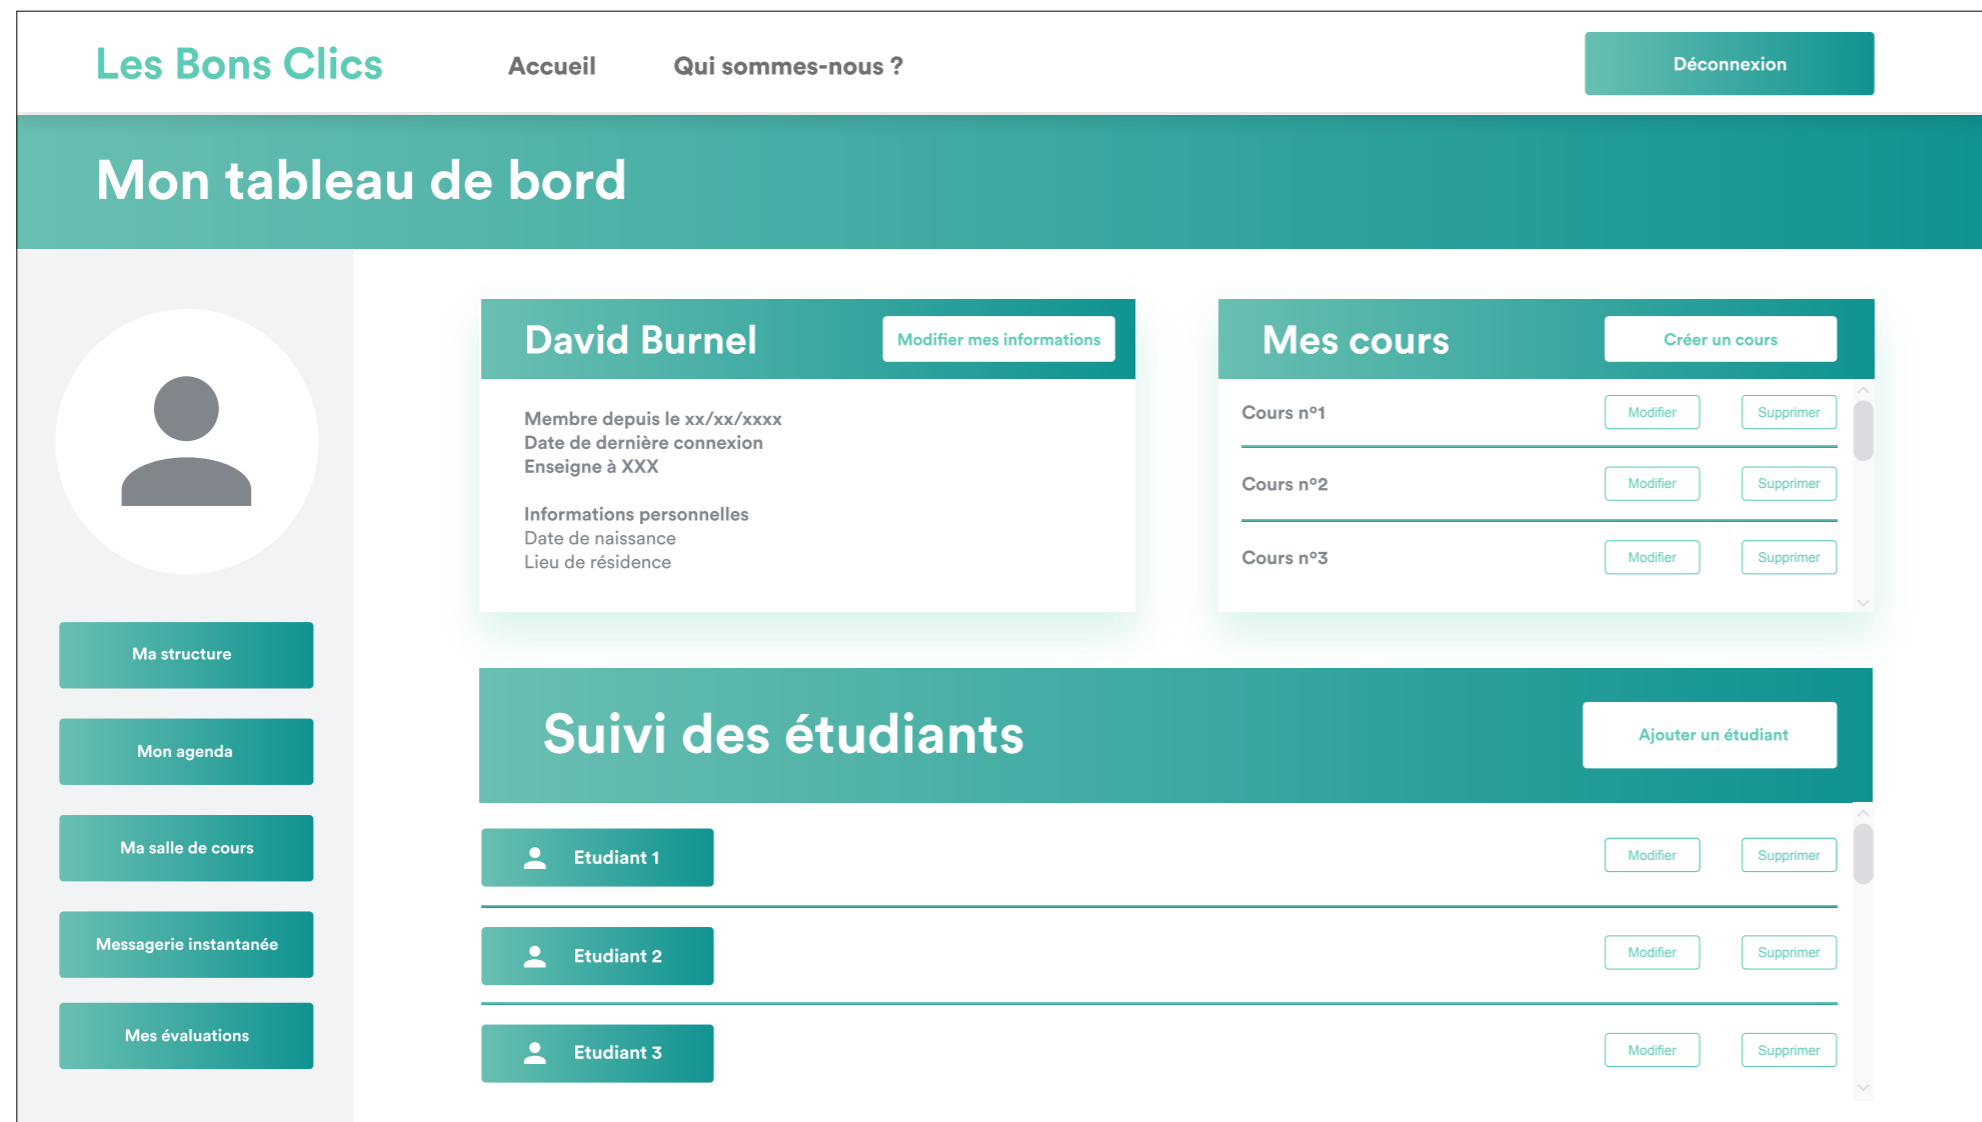 Les Bons Clics
Accueil
Qui sommes-nous ?
Déconnexion
Mon tableau de bord
Ma structure
Mon agenda
Ma salle de cours
Messagerie instantanée
Mes évaluations
David Burnel
Modifier mes informations
Membre depuis le xx/xx/xxxx
Date de dernière connexion
Enseigne à XXX
Informations personnelles
Date de naissance
Lieu de résidence
Mes cours
Créer un cours
Cours n°1
Modifier
Supprimer
Cours n°2
Modifier
Supprimer
Cours n°3
Modifier
Supprimer
Suivi des étudiants
Ajouter un étudiant
Etudiant 1
Modifier
Supprimer
Etudiant 2
Modifier
Supprimer
Etudiant 3
Modifier
Supprimer